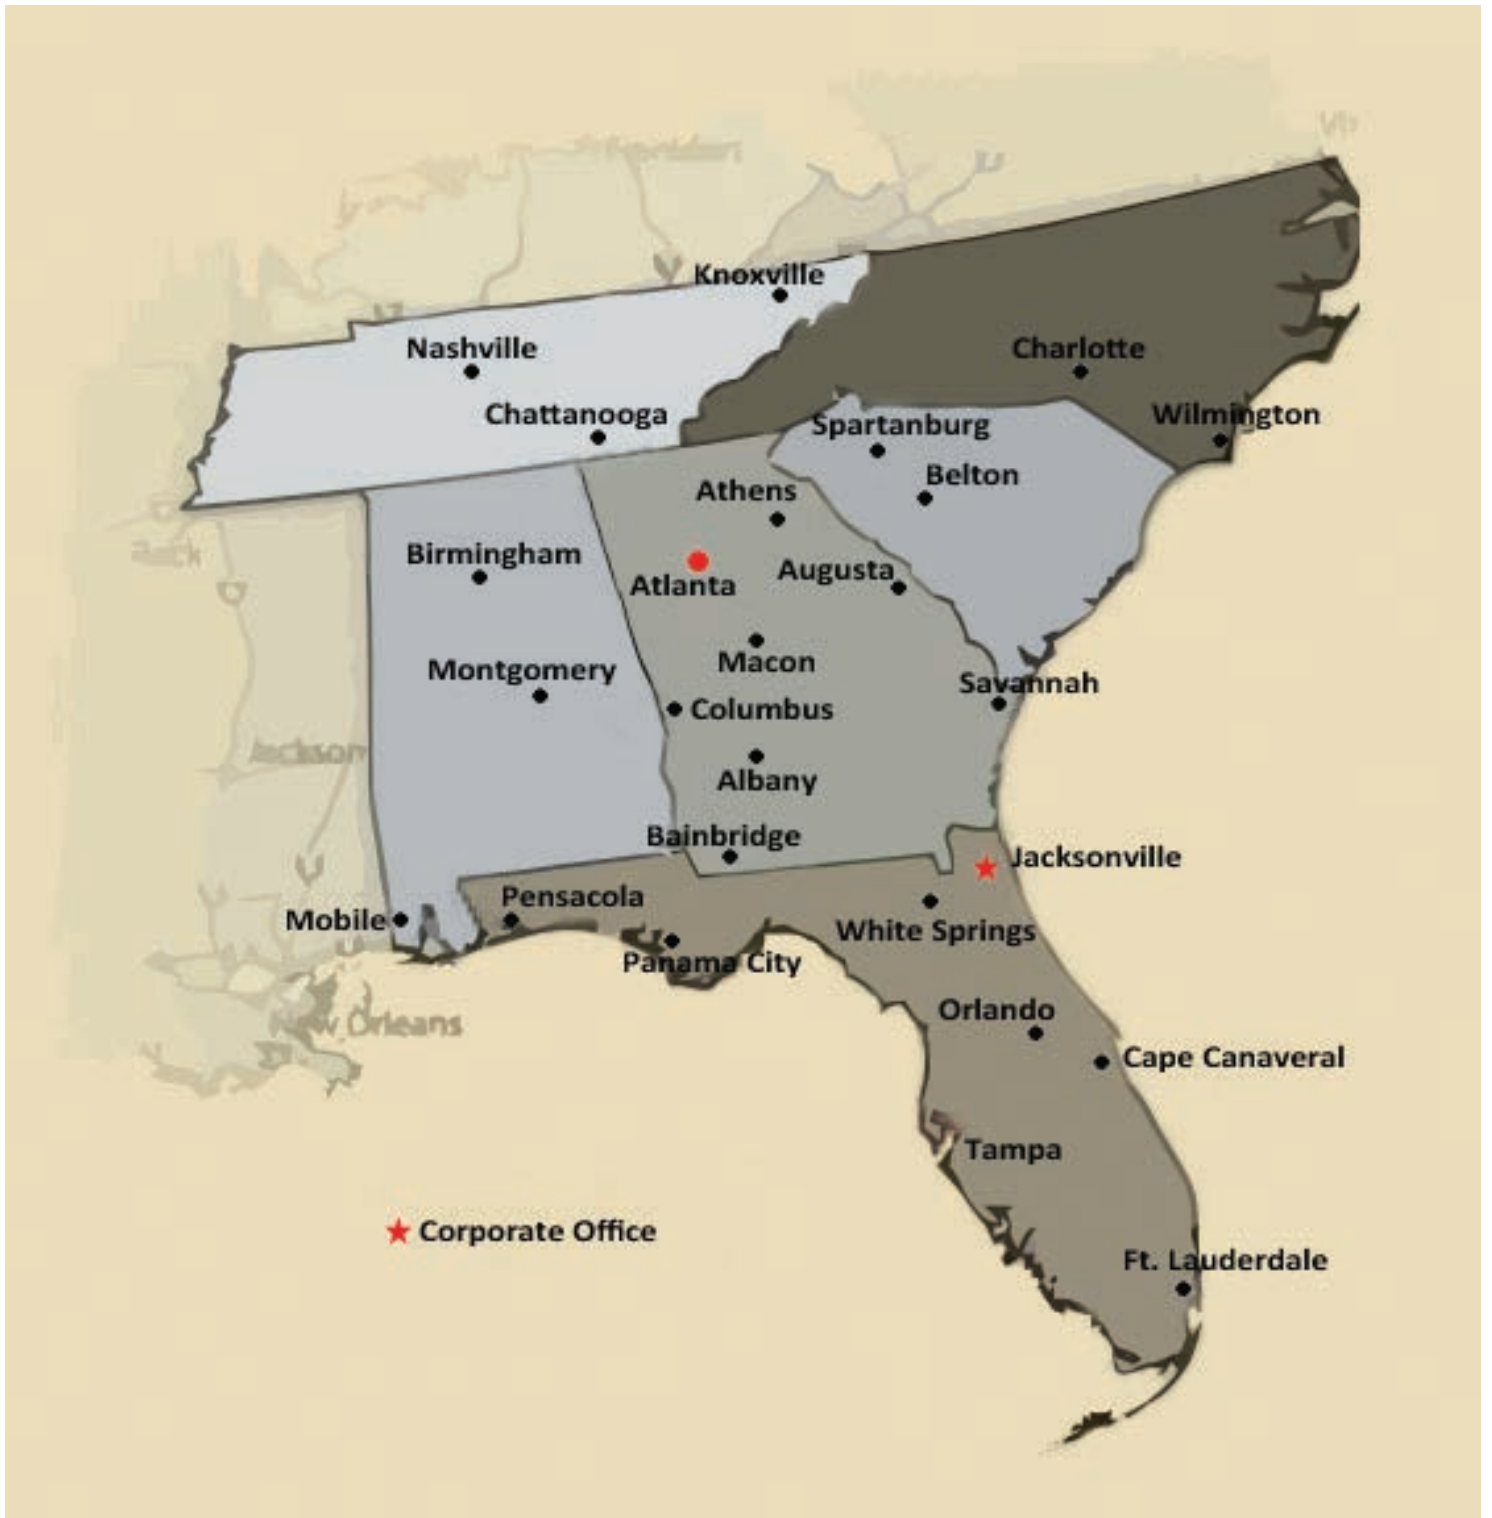 Knoxville
Nashville
Charlotte
Chattanooga
Wilmington
Spartanburg
Belton
Athens
Birmingham
Augusta
Atlanta
Macon
Montgomery
Savannah
Columbus
Jackson
Albany
Bainbridge
Jacksonville
Pensacola
Mobile
White Springs
Panama City
Orlando
New Orleans
Cape Canaveral
Tampa
Corporate Office
Ft. Lauderdale